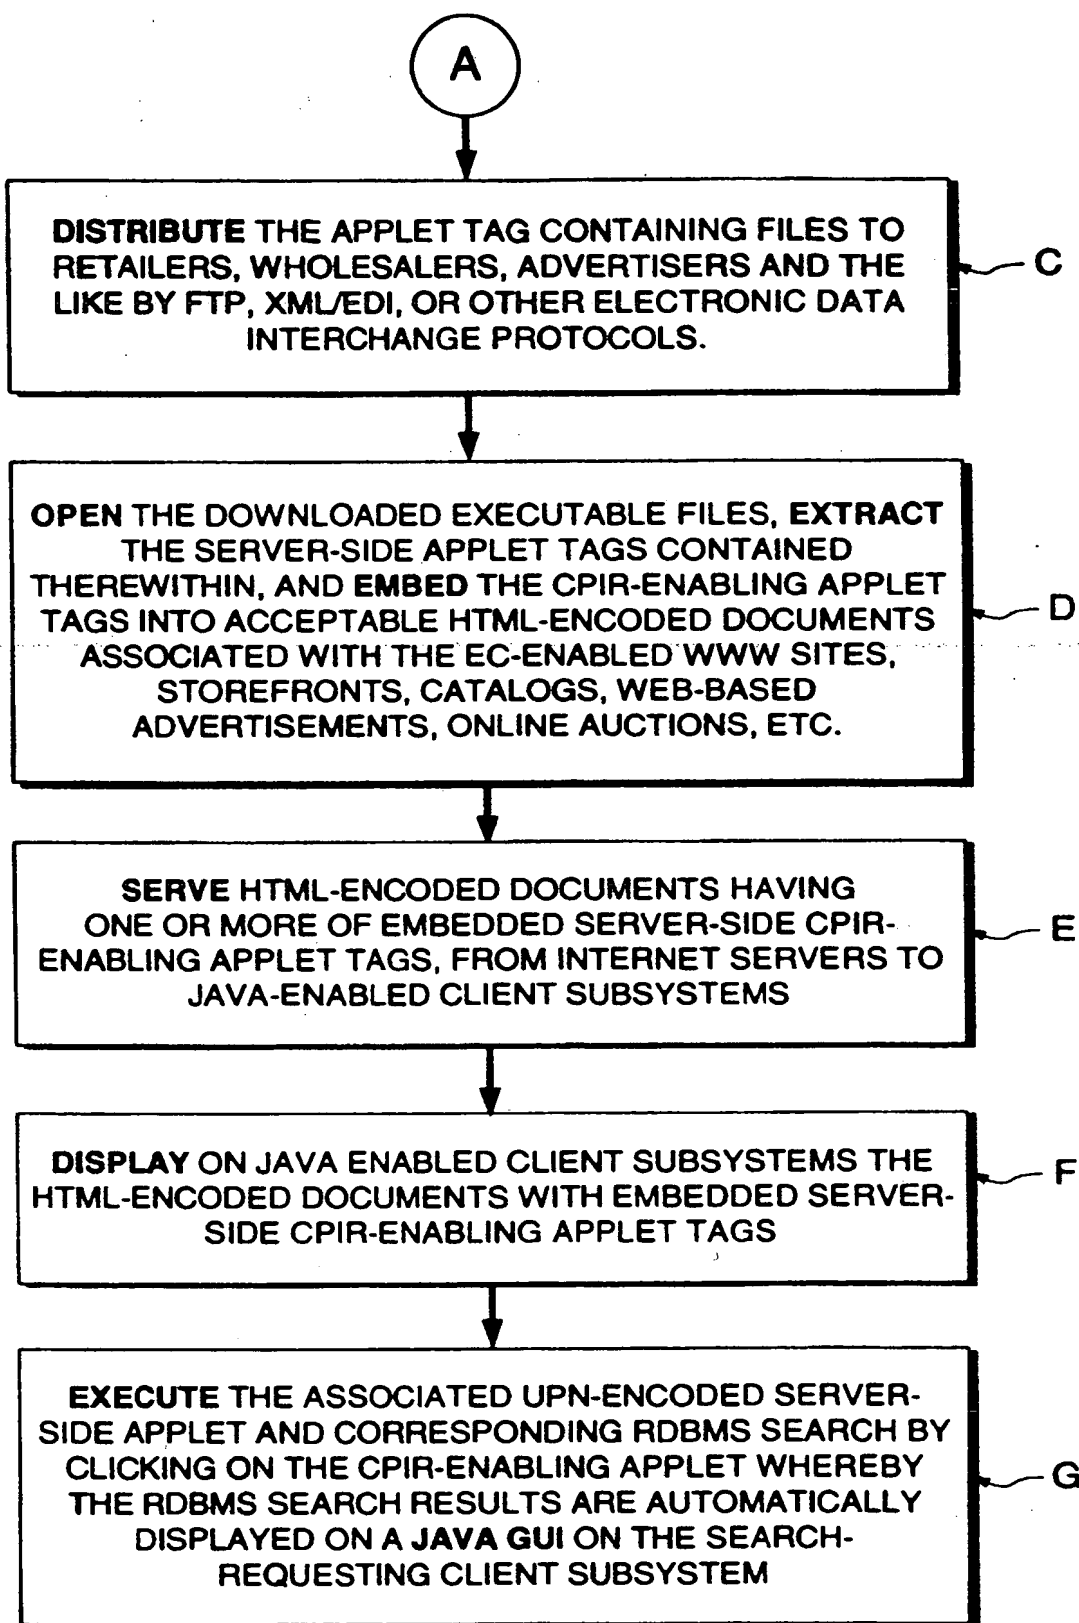 A
DISTRIBUTE THE APPLET TAG CONTAINING FILES TO
RETAILERS, WHOLESALERS, ADVERTISERS AND THE
LIKE BY FTP, XML/EDI, OR OTHER ELECTRONIC DATA
INTERCHANGE PROTOCOLS.
C
OPEN THE DOWNLOADED EXECUTABLE FILES, EXTRACT
THE SERVER-SIDE APPLET TAGS CONTAINED
THEREWITHIN, AND EMBED THE CPIR-ENABLING APPLET
TAGS INTO ACCEPTABLE HTML-ENCODED DOCUMENTS
ASSOCIATED WITH THE EC-ENABLED WWW SITES,
STOREFRONTS, CATALOGS, WEB-BASED
ADVERTISEMENTS, ONLINE AUCTIONS, ETC.
D
SERVE HTML-ENCODED DOCUMENTS HAVING
ONE OR MORE OF EMBEDDED SERVER-SIDE CPIR-
ENABLING APPLET TAGS, FROM INTERNET SERVERS TO
JAVA-ENABLED CLIENT SUBSYSTEMS
E
DISPLAY ON JAVA ENABLED CLIENT SUBSYSTEMS THE
HTML-ENCODED DOCUMENTS WITH EMBEDDED SERVER-
SIDE CPIR-ENABLING APPLET TAGS
F
EXECUTE THE ASSOCIATED UPN-ENCODED SERVER-
SIDE APPLET AND CORRESPONDING RDBMS SEARCH BY
CLICKING ON THE CPIR-ENABLING APPLET WHEREBY
THE RDBMS SEARCH RESULTS ARE AUTOMATICALLY
DISPLAYED ON A JAVA GUI ON THE SEARCH-
REQUESTING CLIENT SUBSYSTEM
G